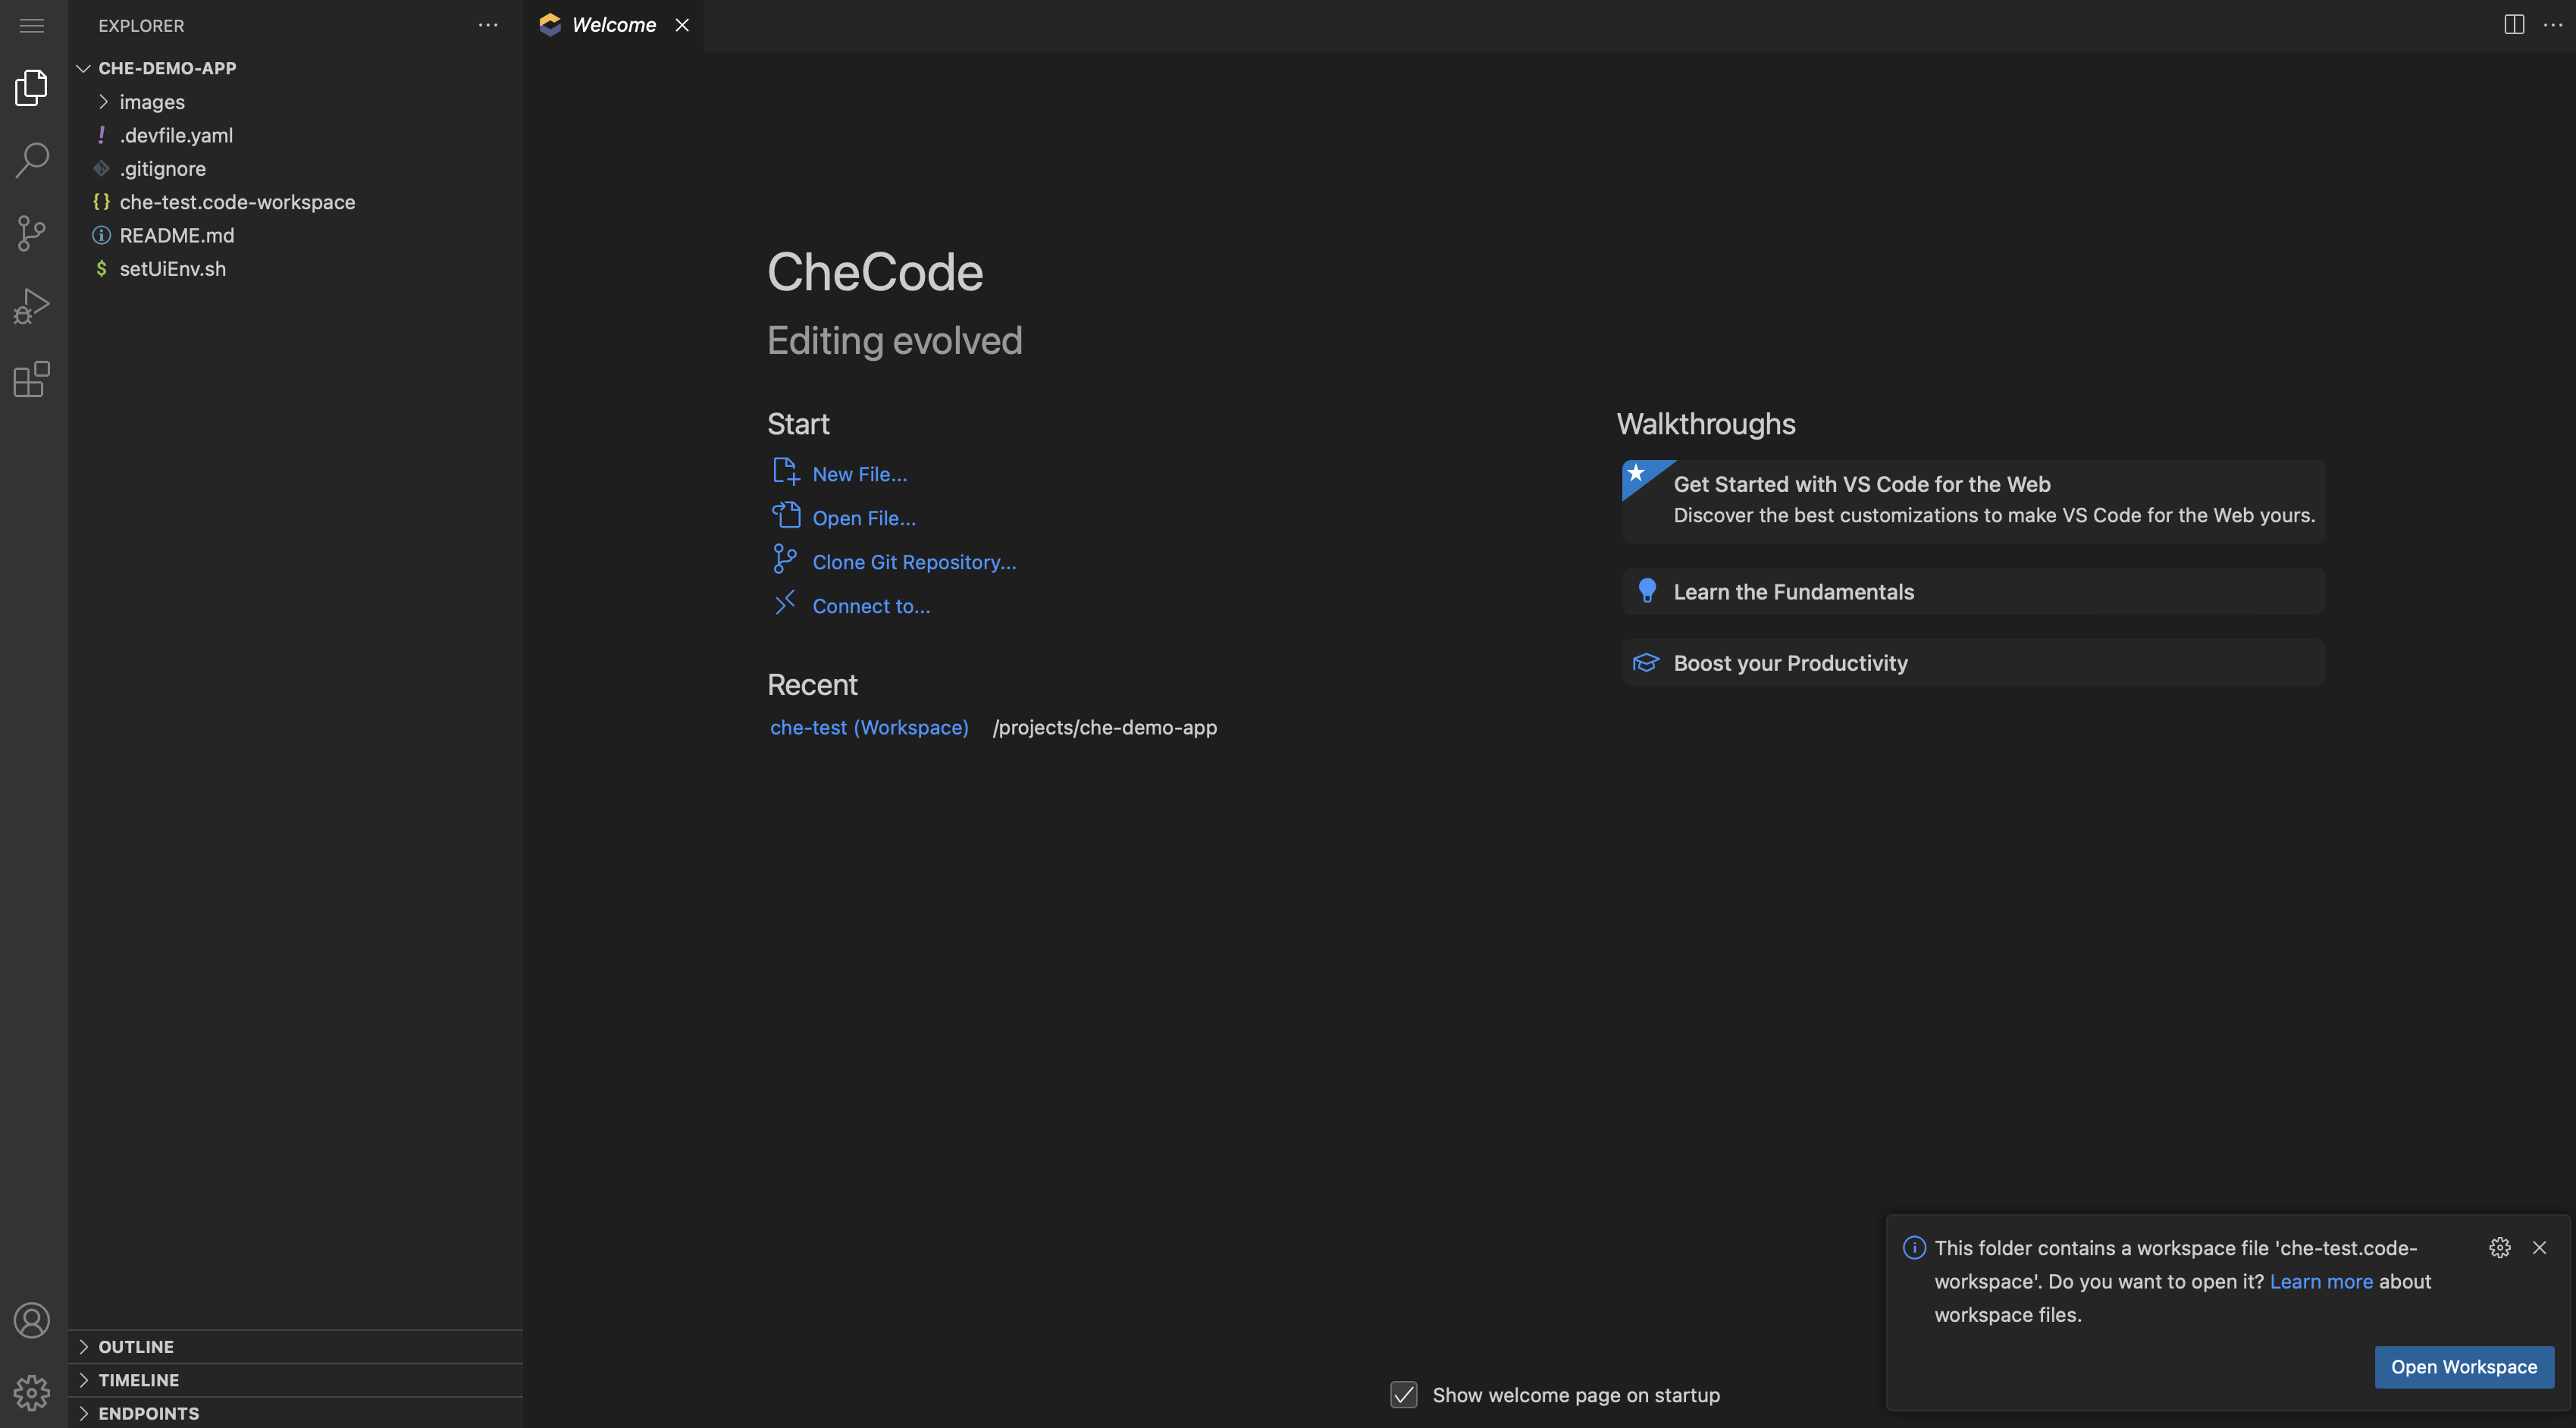 EXPLORER
CHE-DEMO-APP
images
.devfile.yaml
.gitignore
che-test.code-workspace
README.md
setUiEnv.sh
OUTLINE
TIMELINE
ENDPOINTS
Welcome
CheCode
Editing evolved
Start
New File...
Open File...
Clone Git Repository...
Connect to...
Recent
che-test (Workspace) /projects/che-demo-app
Walkthroughs
Get Started with VS Code for the Web
Discover the best customizations to make VS Code for the Web yours.
Learn the Fundamentals
Boost your Productivity
Show welcome page on startup
This folder contains a workspace file 'che-test.code-
workspace'. Do you want to open it? Learn more about
workspace files.
Open Workspace